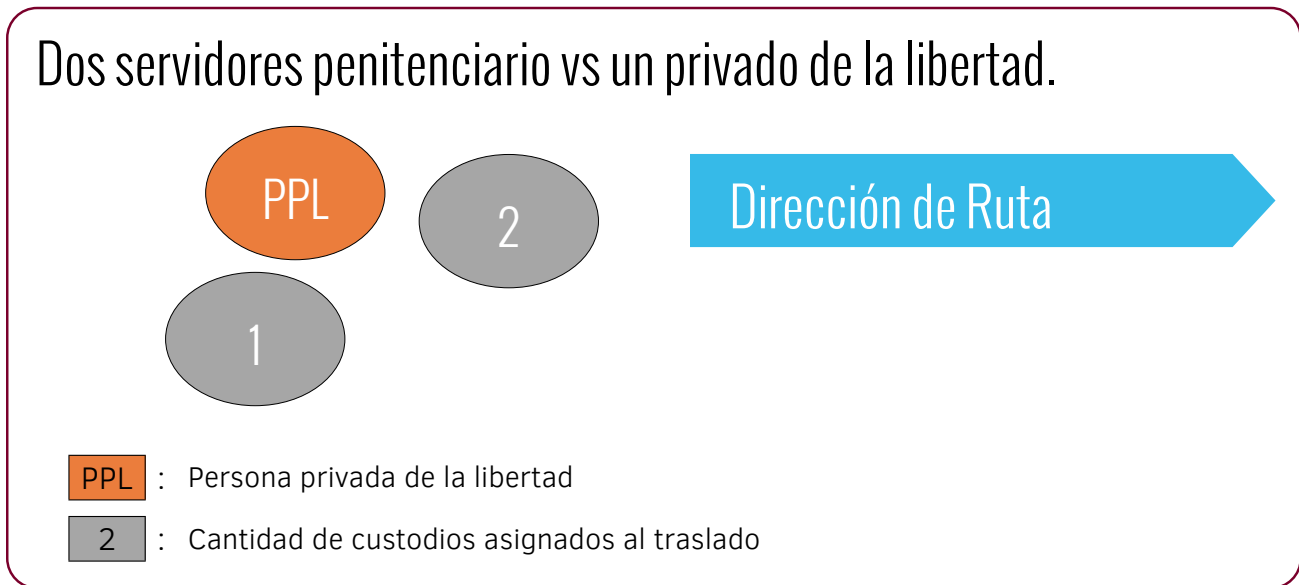 Dos servidores penitenciario vs un privado de la libertad.
PPL
2
Dirección de Ruta
1
PPL : Persona privada de la libertad
2 : Cantidad de custodios asignados al traslado